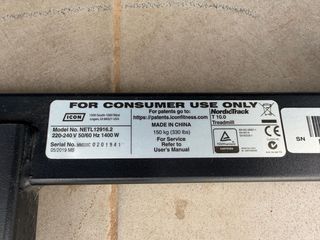 FOR CONSUMER USE ONLY
ICON
1500 South 1000 West
Logan, Ut 84321 USA
Model No. NETL12916.2
220-240 V 50/60 Hz 1400 W
Serial No.
0201941
05/2019 MB
For patents go to:
https://patents.iconfitness.com
MADE IN CHINA
150 kg (330 lbs)
For Service
Refer to
User's Manual
NordicTrack
T 10.0
Treadmill
SN